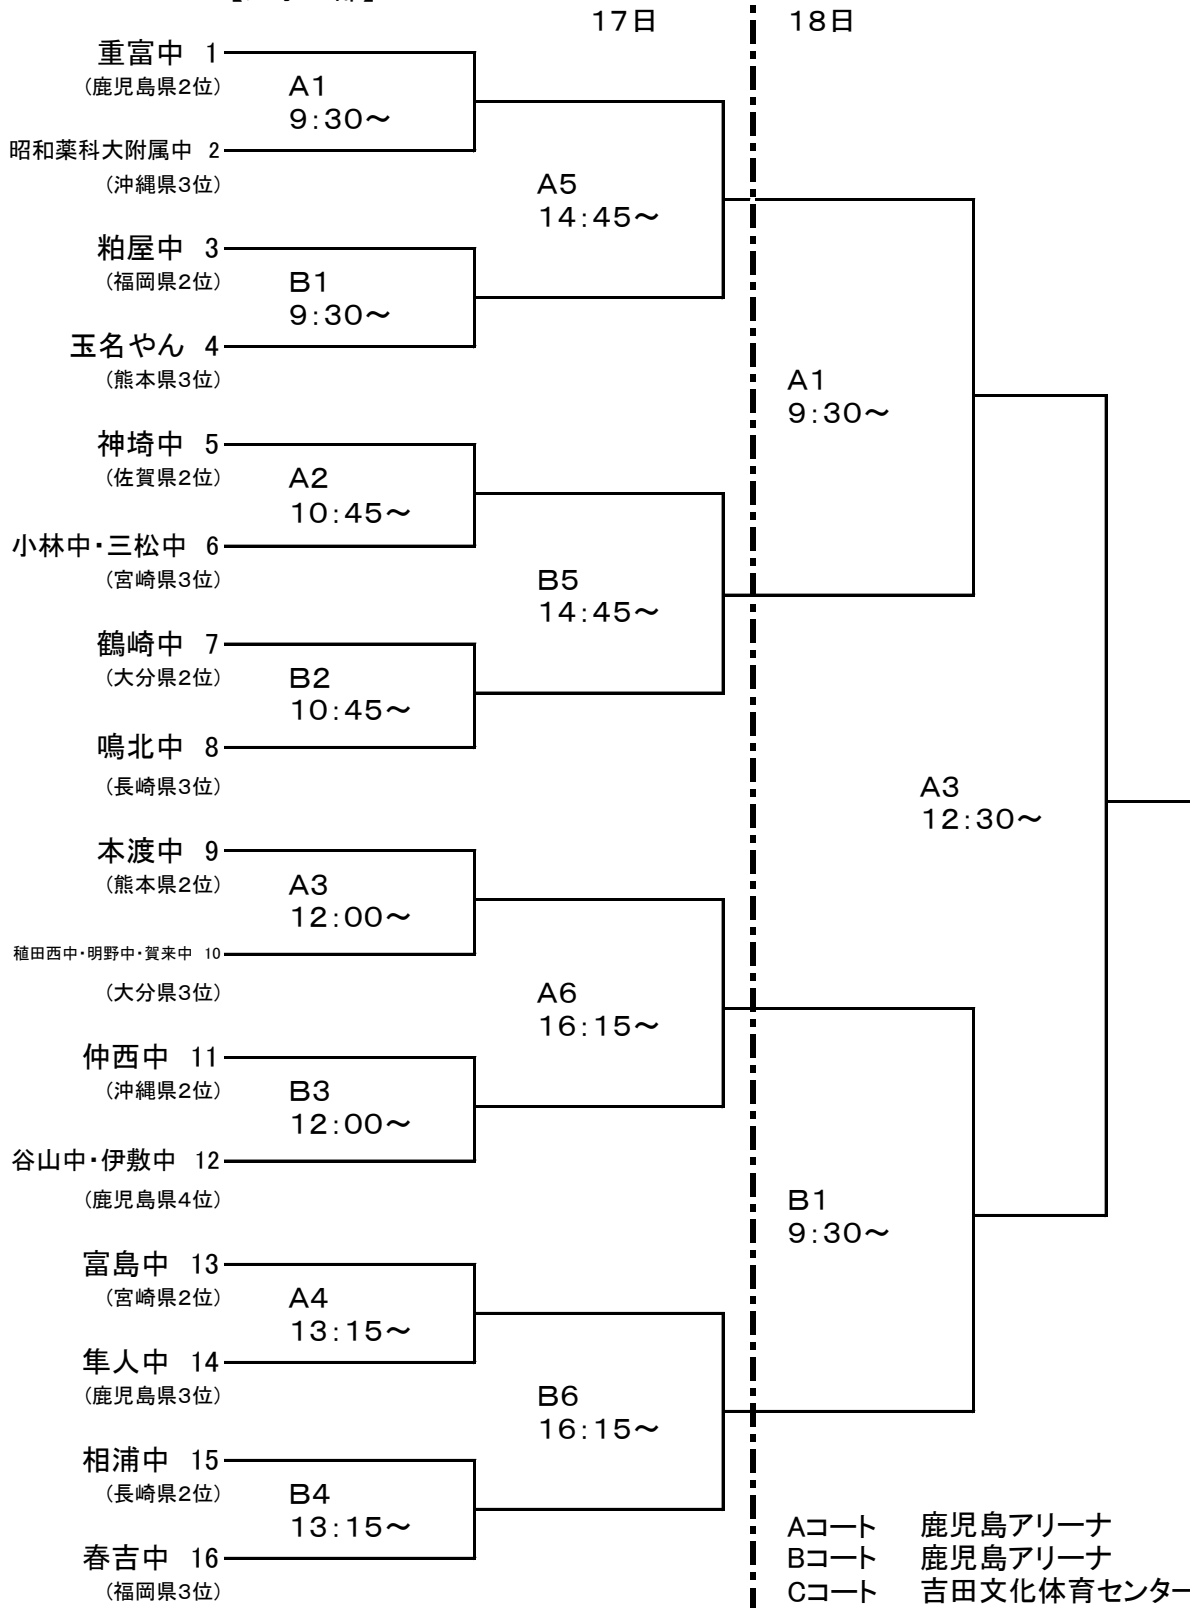 17日
18日
重富中 1
(鹿児島県2位)
A1
9:30～
昭和薬科大附属中 2
(沖縄県3位)
A5
14:45～
粕屋中 3
(福岡県2位)
B1
9:30～
玉名やん 4
(熊本県3位)
A1
9:30～
神埼中 5
(佐賀県2位)
A2
10:45～
小林中・三松中 6
(宮崎県3位)
B5
14:45～
鶴崎中 7
(大分県2位)
B2
10:45～
鳴北中 8
(長崎県3位)
A3
12:30～
本渡中 9
(熊本県2位)
A3
12:00～
稙田西中・明野中・賀来中 10
(大分県3位)
A6
16:15～
仲西中 11
(沖縄県2位)
B3
12:00～
谷山中・伊敷中 12
(鹿児島県4位)
B1
9:30～
富島中 13
(宮崎県2位)
A4
13:15～
隼人中 14
(鹿児島県3位)
B6
16:15～
相浦中 15
(長崎県2位)
B4
13:15～
春吉中 16
(福岡県3位)
Aコート 鹿児島アリーナ
Bコート 鹿児島アリーナ
Cコート 吉田文化体育センター